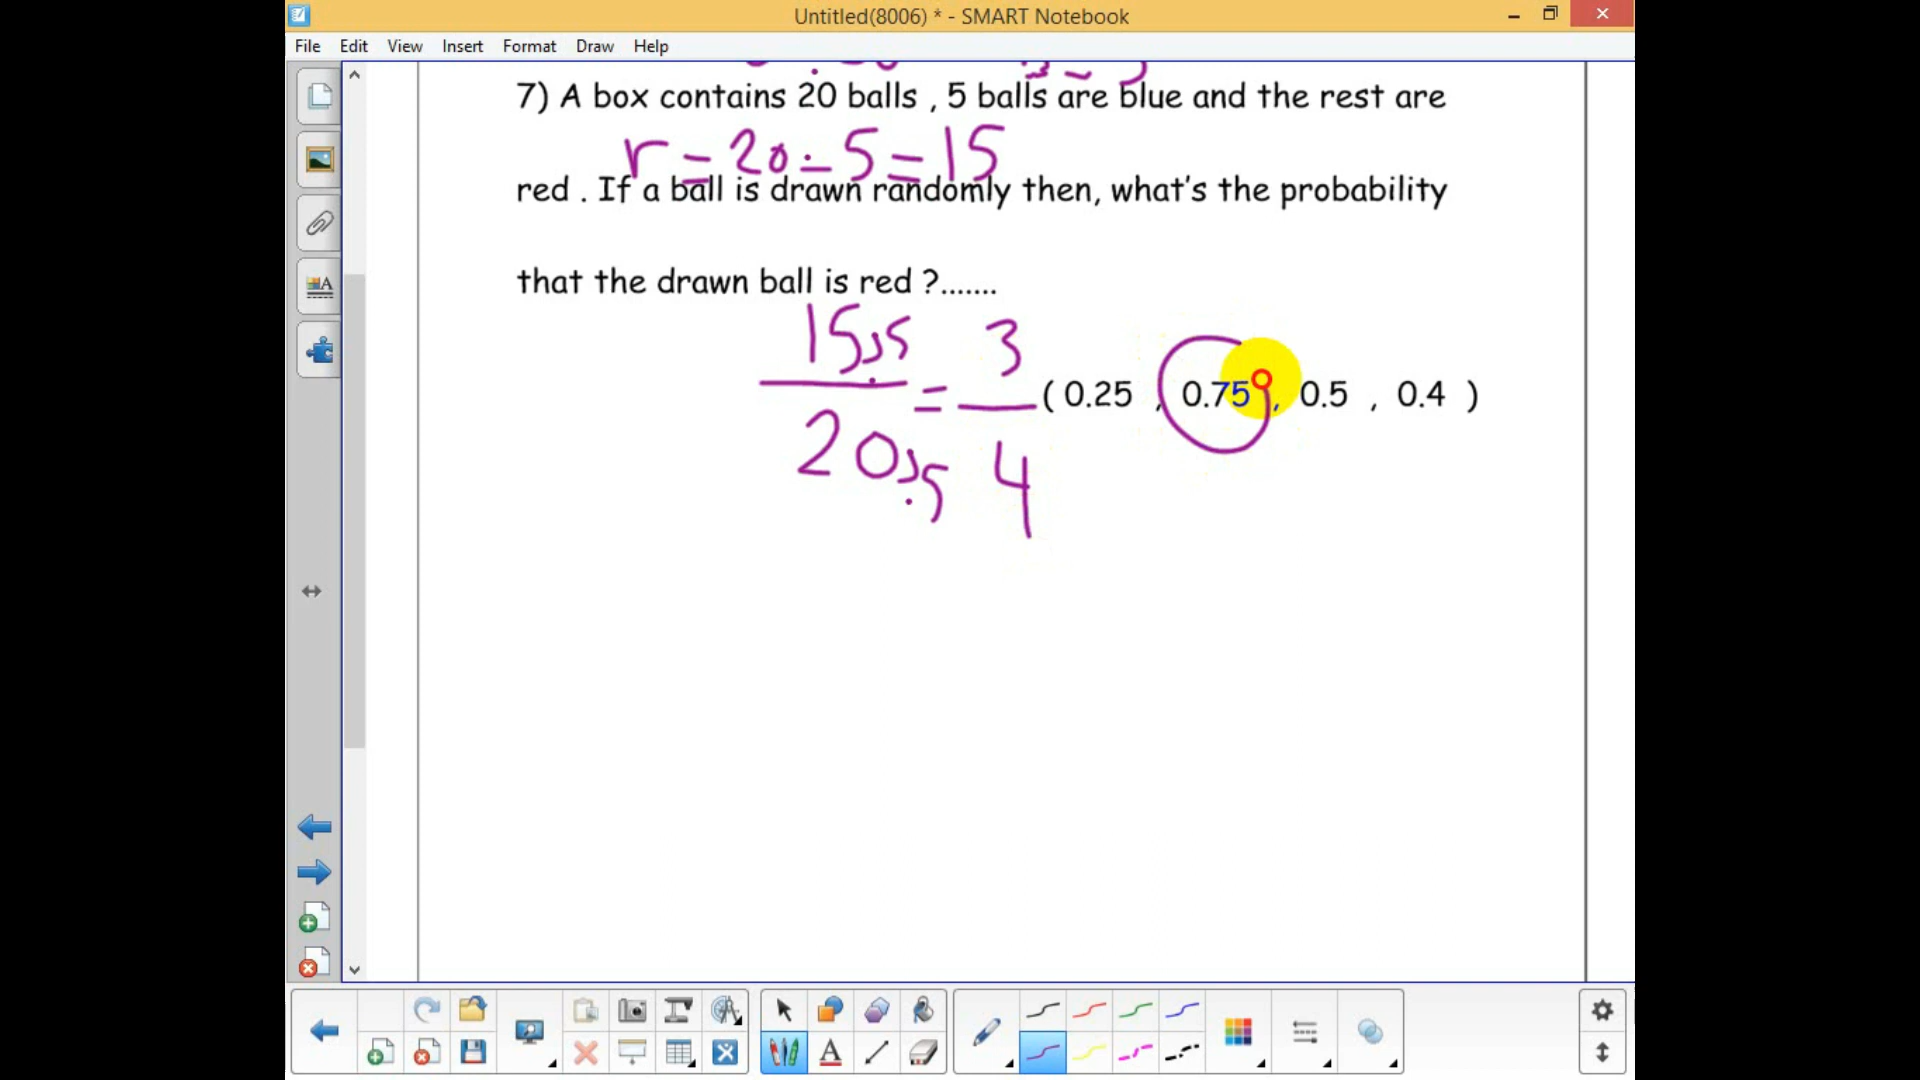 Untitled(8006) * - SMART Notebook
File Edit View Insert Format Draw Help
7) A box contains 20 balls , 5 balls are blue and the rest are
r = 20 - 5 = 15
red . If a ball is drawn randomly then, what's the probability
that the drawn ball is red ?.......
15 ÷ 5 = 3
( 0.25 , 0.75 , 0.5 , 0.4 )
20 ÷ 5 4